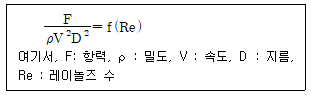 F/ρV²D² = f(Re)
여기서, F: 항력, ρ : 밀도, V : 속도, D : 지름,
Re : 레이놀즈 수